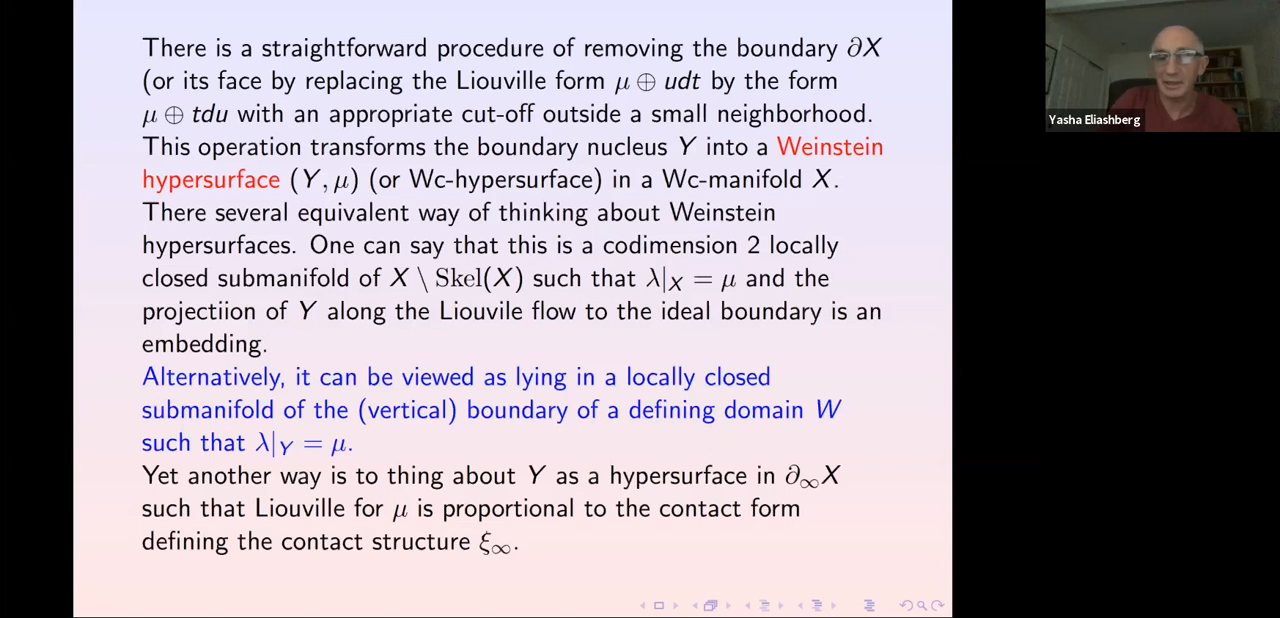 There is a straightforward procedure of removing the boundary ∂X
(or its face by replacing the Liouville form μ ⊕ udt by the form
μ ⊕ tdu with an appropriate cut-off outside a small neighborhood.
This operation transforms the boundary nucleus Y into a Weinstein
hypersurface (Y, μ) (or Wc-hypersurface) in a Wc-manifold X.
There several equivalent way of thinking about Weinstein
hypersurfaces. One can say that this is a codimension 2 locally
closed submanifold of X \ Skel(X) such that λ|_X = μ and the
projectiion of Y along the Liouvile flow to the ideal boundary is an
embedding.
Alternatively, it can be viewed as lying in a locally closed
submanifold of the (vertical) boundary of a defining domain W
such that λ|_Y = μ.
Yet another way is to thing about Y as a hypersurface in ∂_∞X
such that Liouville for μ is proportional to the contact form
defining the contact structure ξ_∞.
Yasha Eliashberg